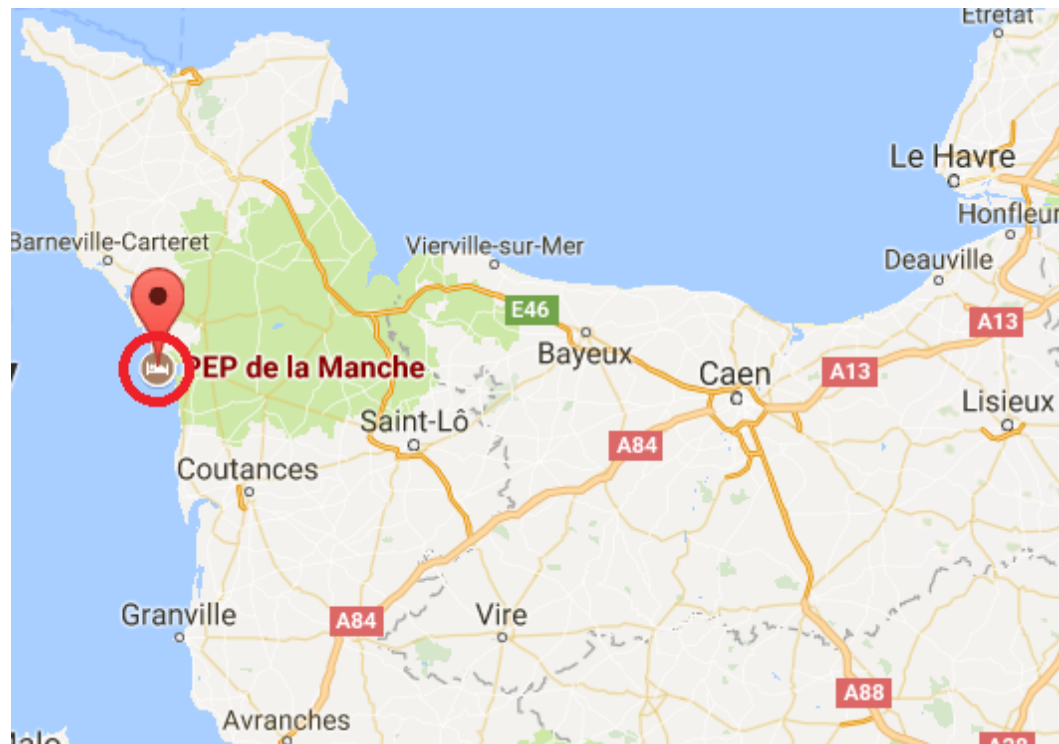 Etretat
Le Havre
Honfleur
Barneville-Carteret
Vierville-sur-Mer
Deauville
E46
A13
Bayeux
PEP de la Manche
Caen
A13
Lisieux
Saint-Lô
A84
Coutances
Granville
A84
Vire
A88
Avranches